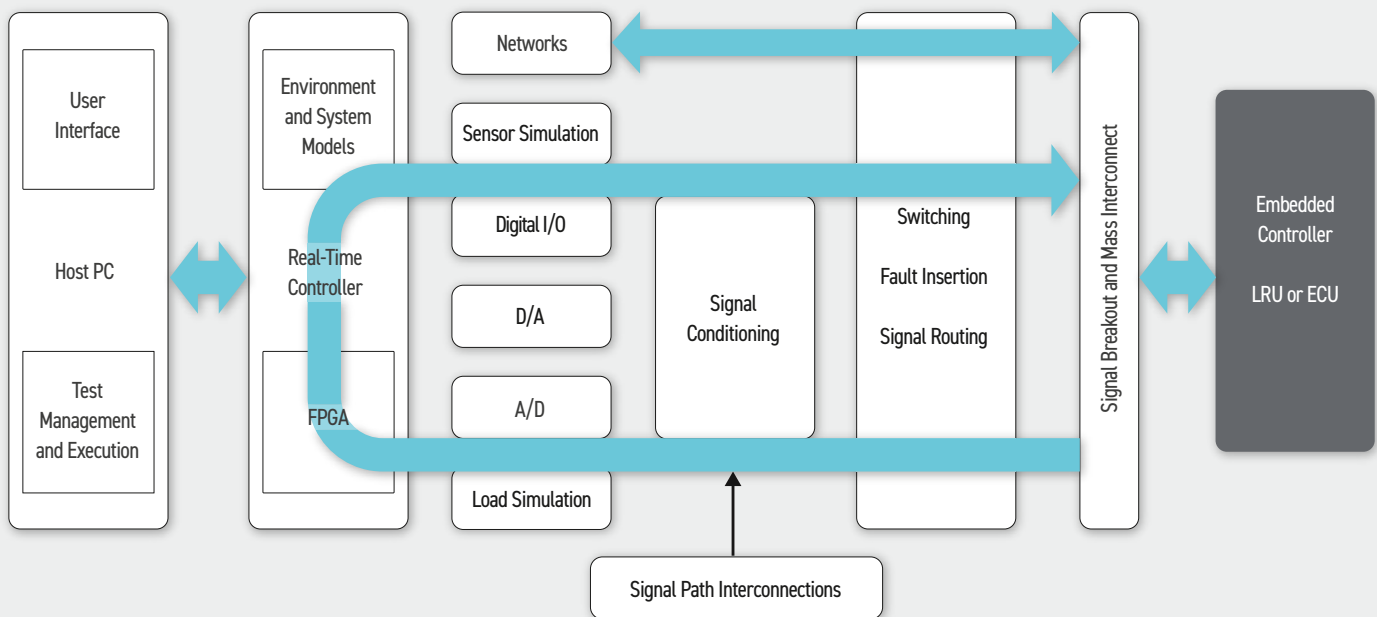 User
Interface
Host PC
Test
Management
and Execution
Environment
and System
Models
Real-Time
Controller
FPGA
Networks
Sensor Simulation
Digital I/O
D/A
A/D
Load Simulation
Signal
Conditioning
Switching
Fault Insertion
Signal Routing
Signal Breakout and Mass Interconnect
Embedded
Controller
LRU or ECU
Signal Path Interconnections